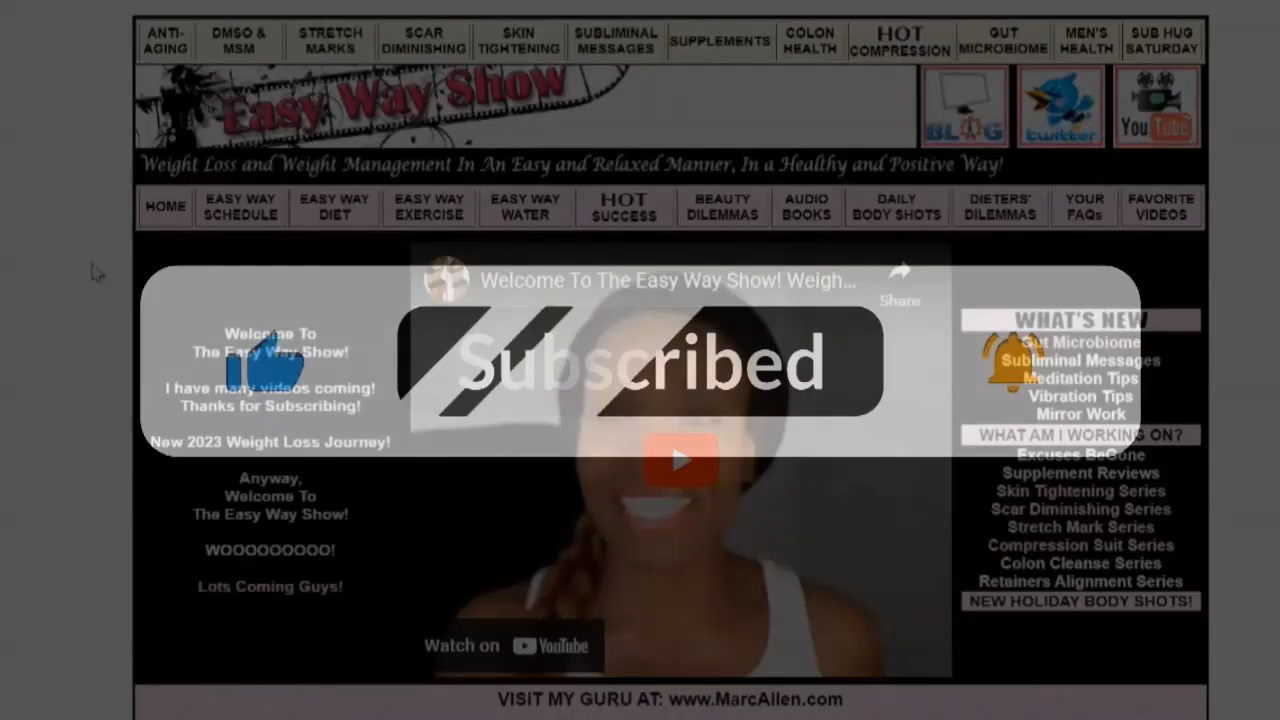 ANTI-
AGING
DMSO &
MSM
STRETCH
MARKS
SCAR
DIMINISHING
SKIN
TIGHTENING
SUBLIMINAL
MESSAGES
SUPPLEMENTS
COLON
HEALTH
HOT
COMPRESSION
GUT
MICROBIOME
MEN'S
HEALTH
SUB HUG
SATURDAY
Easy Way Show
BLOG
twitter
You Tube
Weight Loss and Weight Management In An Easy and Relaxed Manner, In a Healthy and Positive Way!
HOME
EASY WAY
SCHEDULE
EASY WAY
DIET
EASY WAY
EXERCISE
EASY WAY
WATER
HOT
SUCCESS
BEAUTY
DILEMMAS
AUDIO
BOOKS
DAILY
BODY SHOTS
DIETERS'
DILEMMAS
YOUR
FAQs
FAVORITE
VIDEOS
Welcome To
The Easy Way Show!
I have many videos coming!
Thanks for Subscribing!
New 2023 Weight Loss Journey!
Anyway,
Welcome To
The Easy Way Show!
WOOOOOOOOO!
Lots Coming Guys!
Welcome To The Easy Way Show! Weigh...
Share
Subscribed
Watch on YouTube
WHAT'S NEW
Gut Microbiome
Subliminal Messages
Meditation Tips
Vibration Tips
Mirror Work
WHAT AM I WORKING ON?
Excuses BeGone
Supplement Reviews
Skin Tightening Series
Scar Diminishing Series
Stretch Mark Series
Compression Suit Series
Colon Cleanse Series
Retainers Alignment Series
NEW HOLIDAY BODY SHOTS!
VISIT MY GURU AT: www.MarcAllen.com